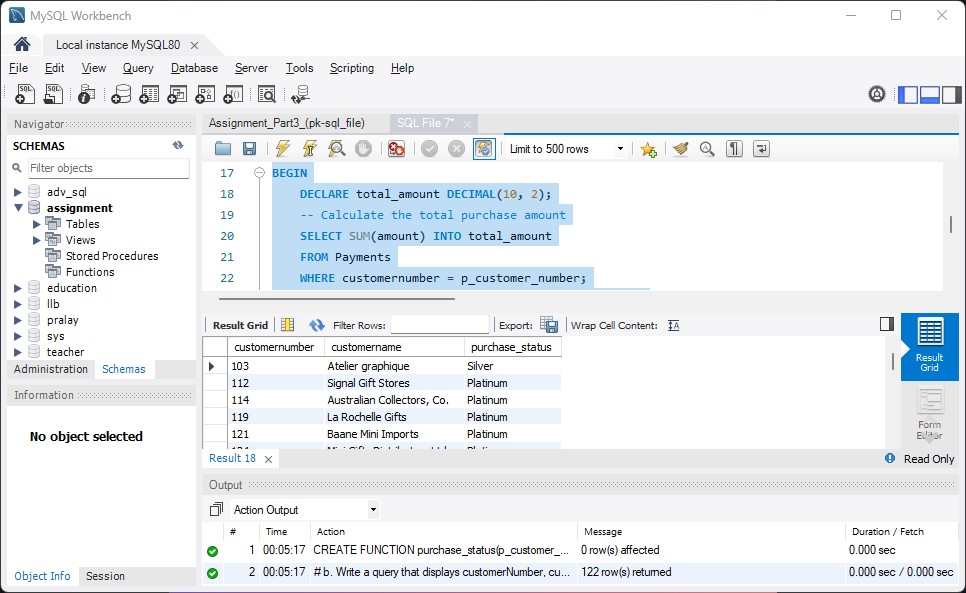 MySQL Workbench
Local instance MySQL80
File Edit View Query Database Server Tools Scripting Help
SQL SQL
Navigator
SCHEMAS
Filter objects
adv_sql
assignment
Tables
Views
Stored Procedures
Functions
education
llb
pralay
sys
teacher
Administration Schemas
Information
No object selected
Object Info Session
Assignment_Part3_(pk-sql_file) SQL File 7*
Limit to 500 rows
17 BEGIN
18 DECLARE total_amount DECIMAL(10, 2);
19 -- Calculate the total purchase amount
20 SELECT SUM(amount) INTO total_amount
21 FROM Payments
22 WHERE customernumber = p_customer_number;
Result Grid Filter Rows: Export: Wrap Cell Content:
customernumber customername purchase_status
103 Atelier graphique Silver
112 Signal Gift Stores Platinum
114 Australian Collectors, Co. Platinum
119 La Rochelle Gifts Platinum
121 Baane Mini Imports Platinum
Result Grid
Form Editor
Result 18
Read Only
Output
Action Output
# Time Action Message Duration / Fetch
1 00:05:17 CREATE FUNCTION purchase_status(p_customer_... 0 row(s) affected 0.000 sec
2 00:05:17 # b. Write a query that displays customerNumber, cu... 122 row(s) returned 0.000 sec / 0.000 sec